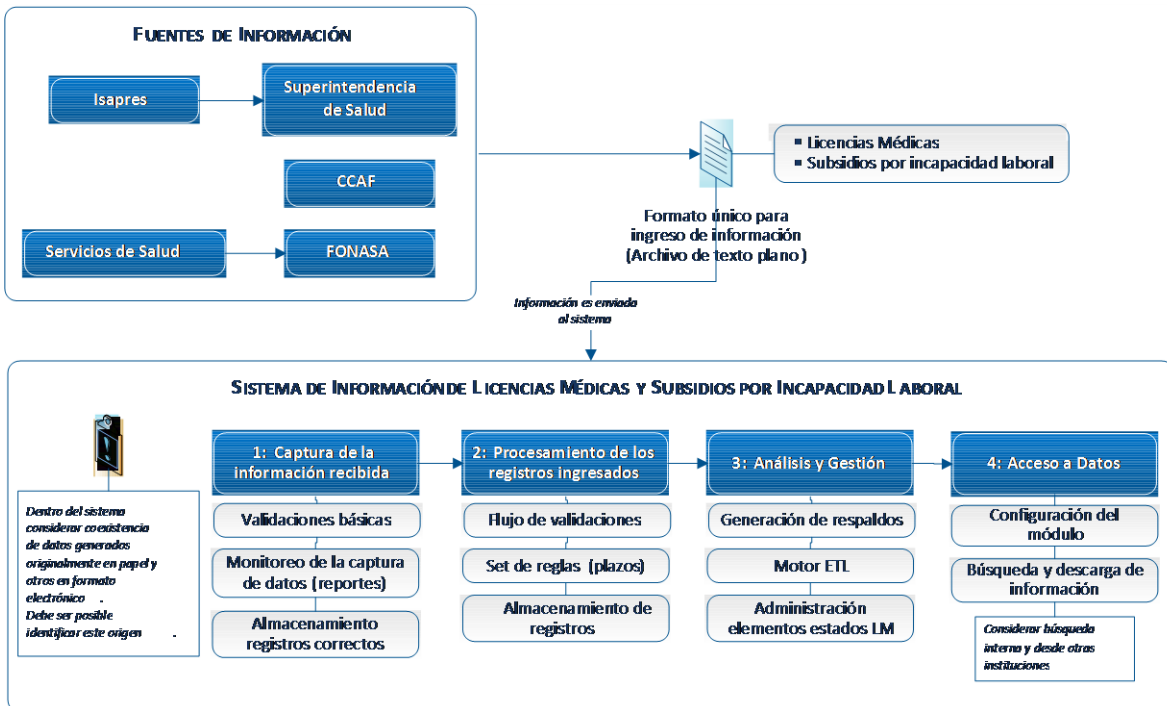 FUENTES DE INFORMACIÓN
Isapres
Superintendencia
de Salud
CCAF
Servicios de Salud
FONASA
▪ Licencias Médicas
▪ Subsidios por incapacidad laboral
Formato único para
ingreso de información
(Archivo de texto plano)
Información es enviada
al sistema
SISTEMA DE INFORMACIÓN DE LICENCIAS MÉDICAS Y SUBSIDIOS POR INCAPACIDAD LABORAL
Dentro del sistema
considerar coexistencia
de datos generados
originalmente en papel y
otros en formato
electrónico .
Debe ser posible
identificar este origen .
1: Captura de la
información recibida
Validaciones básicas
Monitoreo de la captura
de datos (reportes)
Almacenamiento
registros correctos
2: Procesamiento de los
registros ingresados
Flujo de validaciones
Set de reglas (plazos)
Almacenamiento de
registros
3: Análisis y Gestión
Generación de respaldos
Motor ETL
Administración
elementos estados LM
4: Acceso a Datos
Configuración del
módulo
Búsqueda y descarga de
información
Considerar búsqueda
interna y desde otras
instituciones